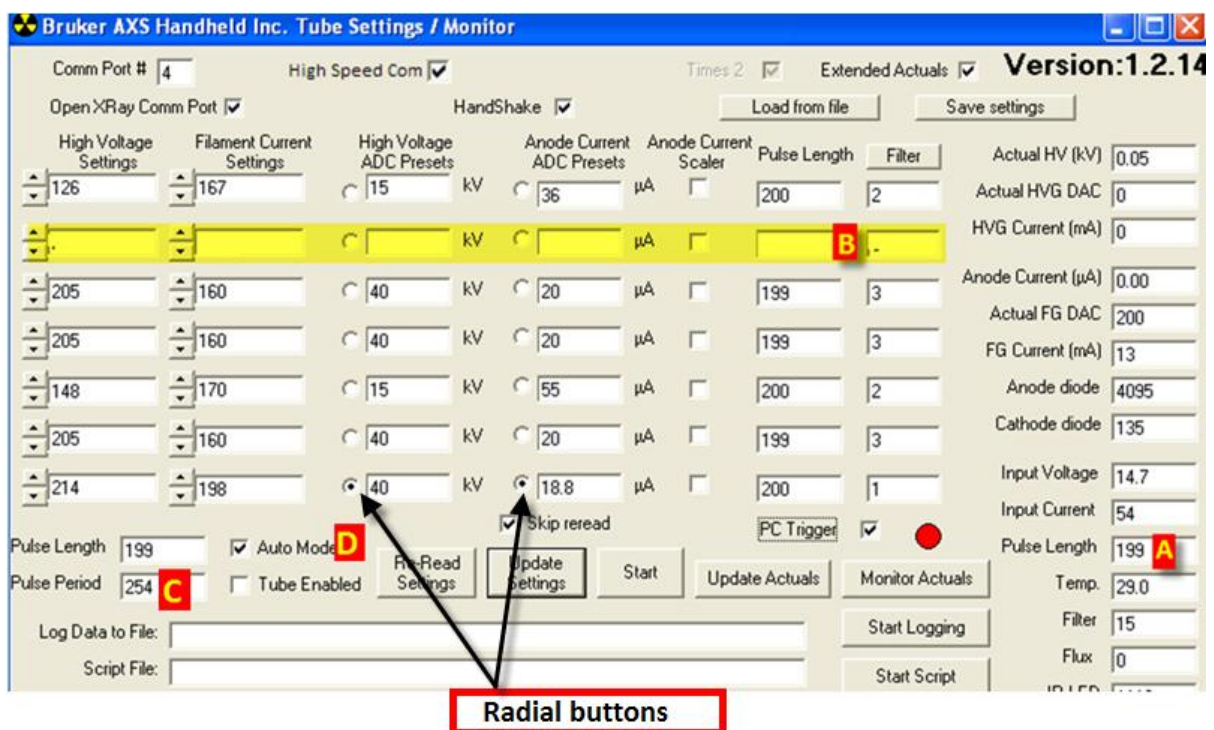 Bruker AXS Handheld Inc. Tube Settings / Monitor
Comm Port # 4 High Speed Com Times 2 Extended Actuals Version:1.2.14
Open XRay Comm Port HandShake Load from file Save settings
High Voltage Settings Filament Current Settings High Voltage ADC Presets Anode Current ADC Presets Anode Current Scaler Pulse Length Filter Actual HV (kV) 0.05
126 167 15 kV 36 µA 200 2 Actual HVG DAC 0
kV µA B HVG Current (mA) 0
205 160 40 kV 20 µA 199 3 Anode Current (µA) 0.00
Actual FG DAC 200
205 160 40 kV 20 µA 199 3 FG Current (mA) 13
148 170 15 kV 55 µA 200 2 Anode diode 4095
205 160 40 kV 20 µA 199 3 Cathode diode 135
214 198 40 kV 18.8 µA 200 1 Input Voltage 14.7
Skip reread PC Trigger Input Current 54
Pulse Length 199 Auto Mode D Pulse Length 199 A
Pulse Period 254 C Tube Enabled Re-Read Settings Update Settings Start Update Actuals Monitor Actuals Temp. 29.0
Log Data to File: Start Logging Filter 15
Script File: Start Script Flux 0
Radial buttons